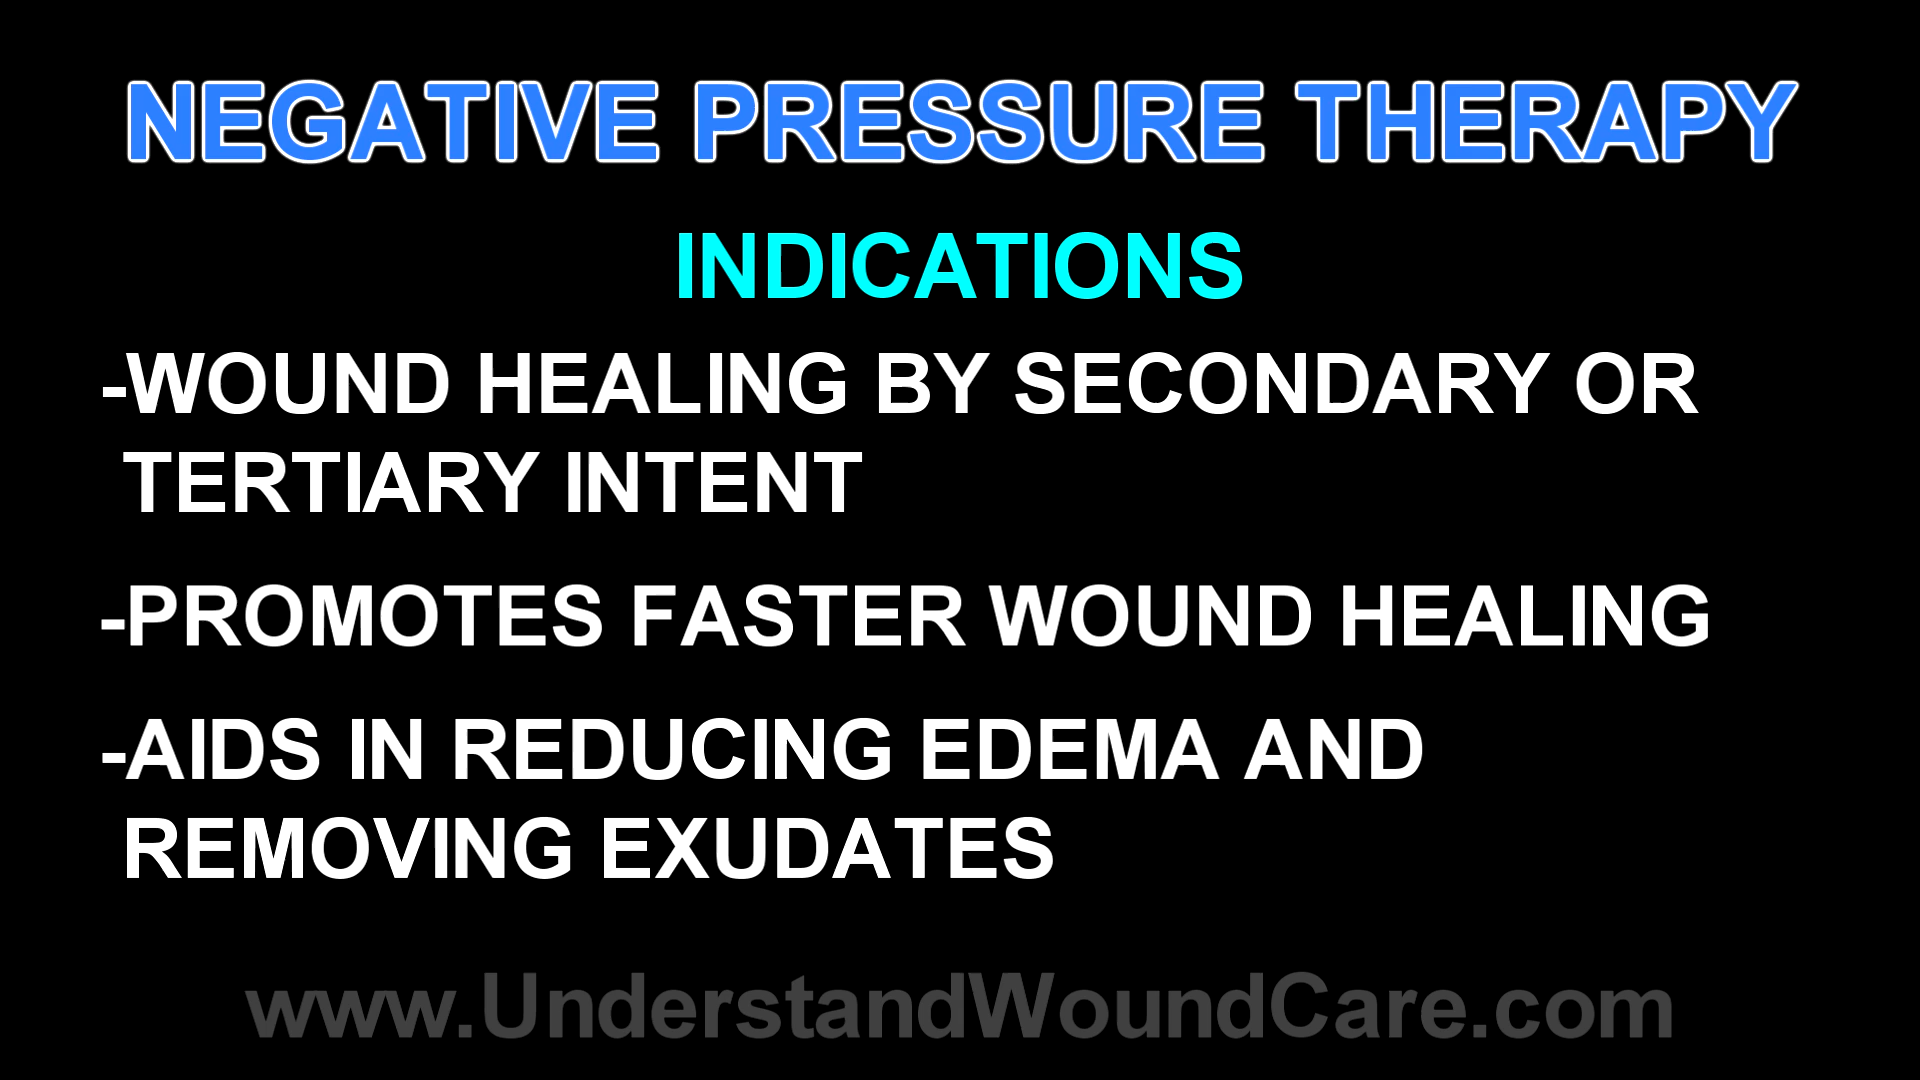 NEGATIVE PRESSURE THERAPY
INDICATIONS
-WOUND HEALING BY SECONDARY OR
TERTIARY INTENT
-PROMOTES FASTER WOUND HEALING
-AIDS IN REDUCING EDEMA AND
REMOVING EXUDATES
www.UnderstandWoundCare.com